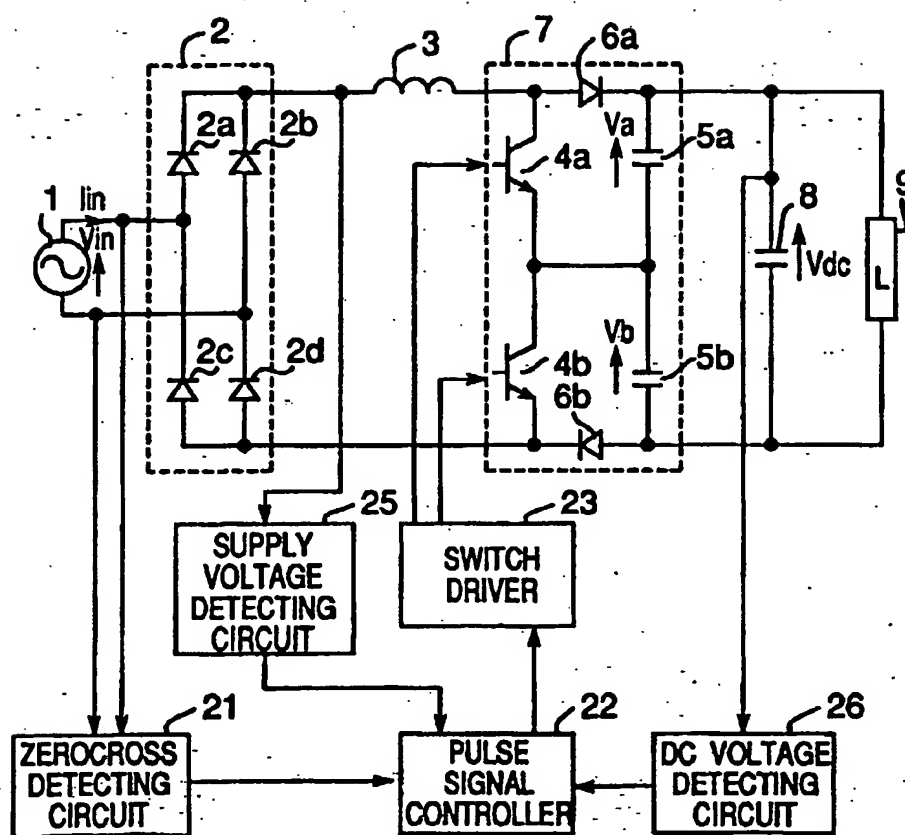 2
3
7
6a
2a
2b
Va
5a
4a
9
1
Iin
Vin
8
Vdc
L
2c
2d
Vb
4b
5b
6b
25
23
SUPPLY
VOLTAGE
DETECTING
CIRCUIT
SWITCH
DRIVER
21
22
26
ZEROCROSS
DETECTING
CIRCUIT
PULSE
SIGNAL
CONTROLLER
DC VOLTAGE
DETECTING
CIRCUIT